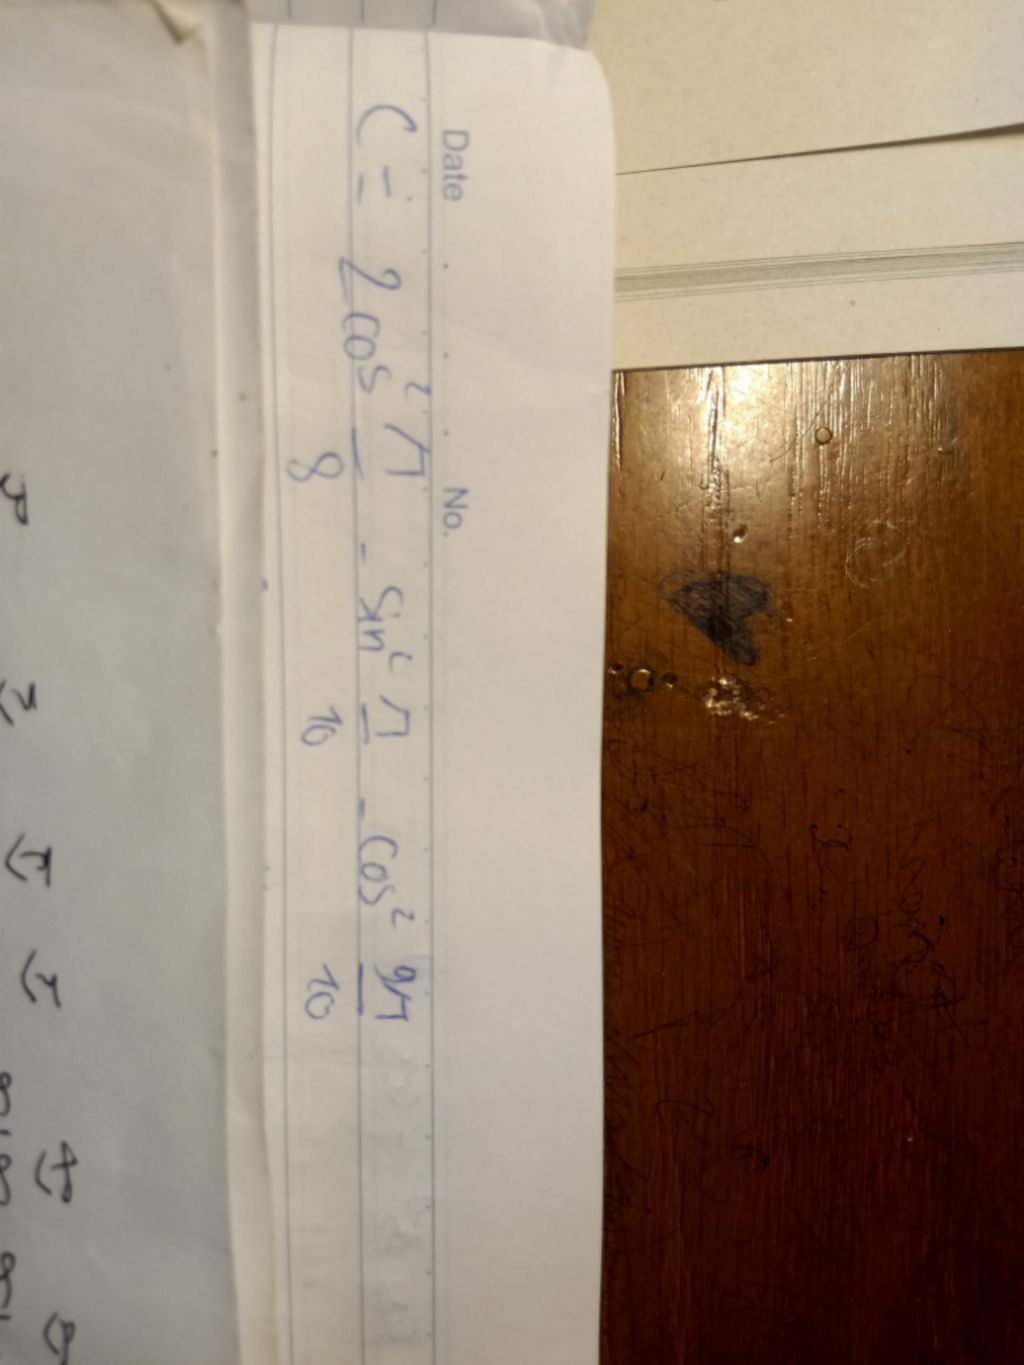 Date . . . No.
C = 2cos² π/8 - sin² π/10 - cos² 9π/10